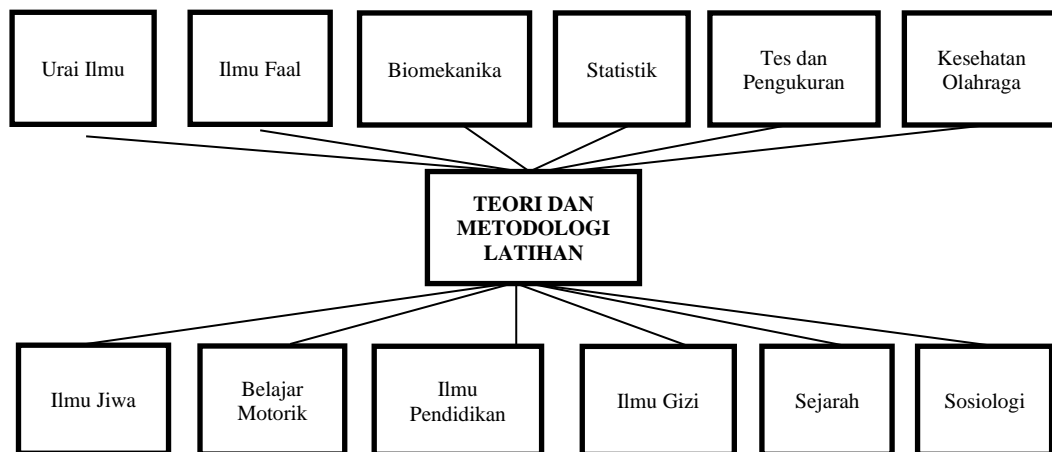 Urai Ilmu
Ilmu Faal
Biomekanika
Statistik
Tes dan
Pengukuran
Kesehatan
Olahraga
TEORI DAN
METODOLOGI
LATIHAN
Ilmu Jiwa
Belajar
Motorik
Ilmu
Pendidikan
Ilmu Gizi
Sejarah
Sosiologi